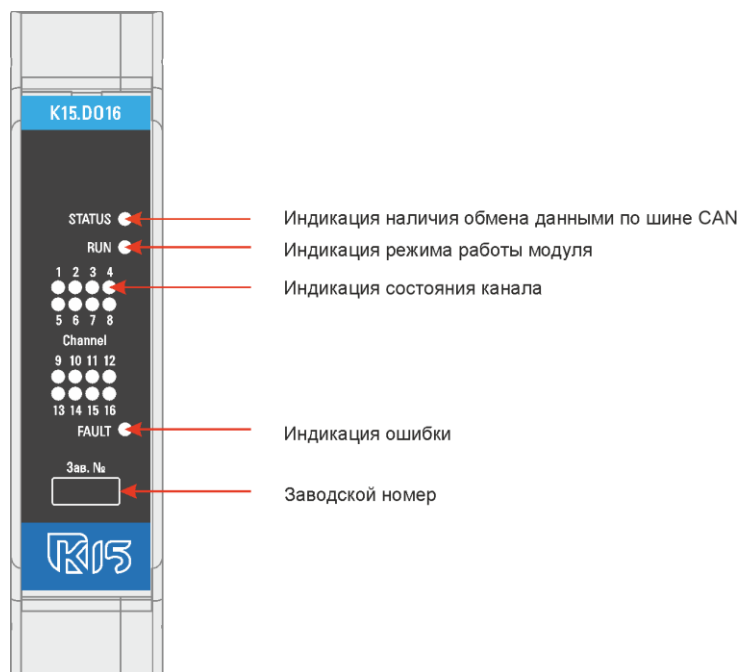 K15.DO16
STATUS Индикация наличия обмена данными по шине CAN
RUN Индикация режима работы модуля
1 2 3 4
Индикация состояния канала
5 6 7 8
Channel
9 10 11 12
13 14 15 16
FAULT Индикация ошибки
Зав. №
Заводской номер
K15